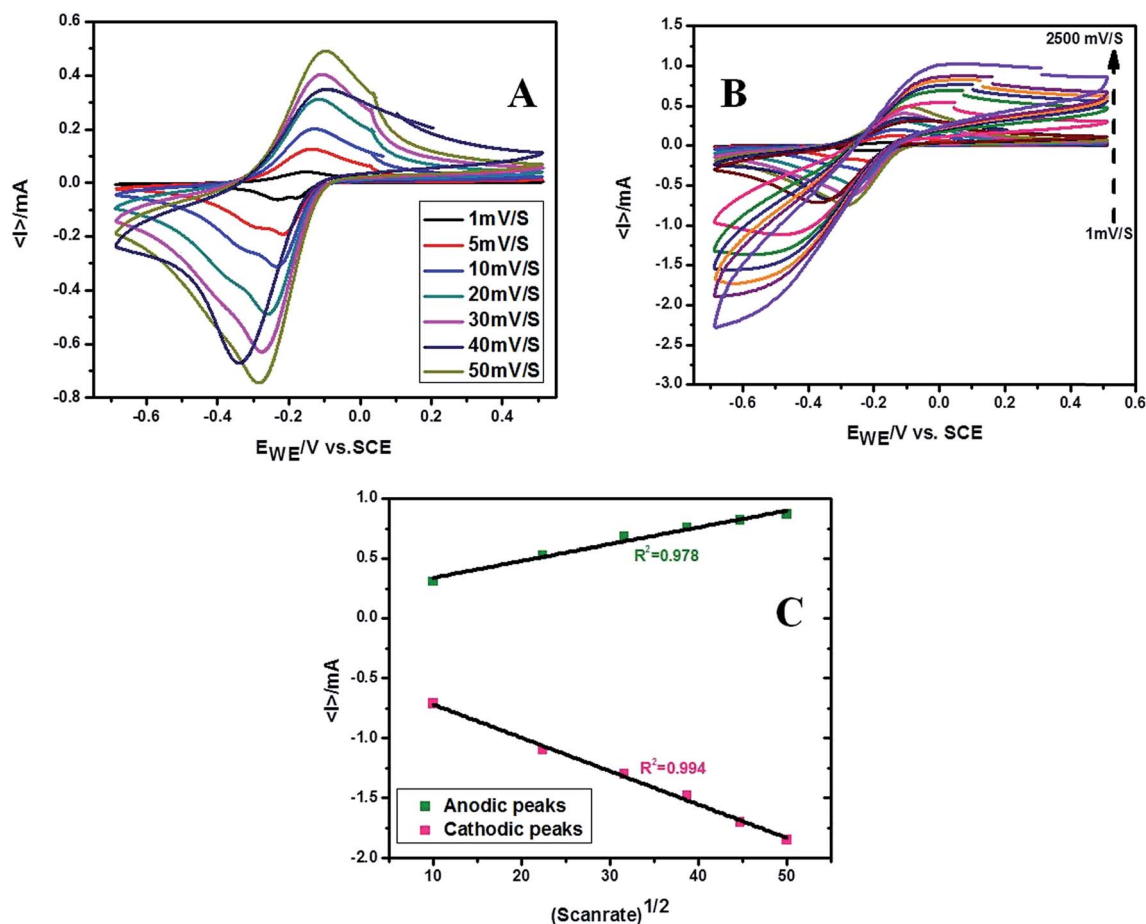 0.6
0.4
0.2
0.0
-0.2
-0.4
-0.6
-0.8
<I>/mA
A
1mV/S
5mV/S
10mV/S
20mV/S
30mV/S
40mV/S
50mV/S
-0.6 -0.4 -0.2 0.0 0.2 0.4
EWE/V vs.SCE
1.5
1.0
0.5
0.0
-0.5
-1.0
-1.5
-2.0
-2.5
-3.0
<I>/mA
B
2500 mV/S
1mV/S
-0.6 -0.4 -0.2 0.0 0.2 0.4 0.6
EWE/V vs. SCE
1.0
0.5
0.0
-0.5
-1.0
-1.5
-2.0
<I>/mA
R2=0.978
C
R2=0.994
Anodic peaks
Cathodic peaks
10 20 30 40 50
(Scanrate)1/2